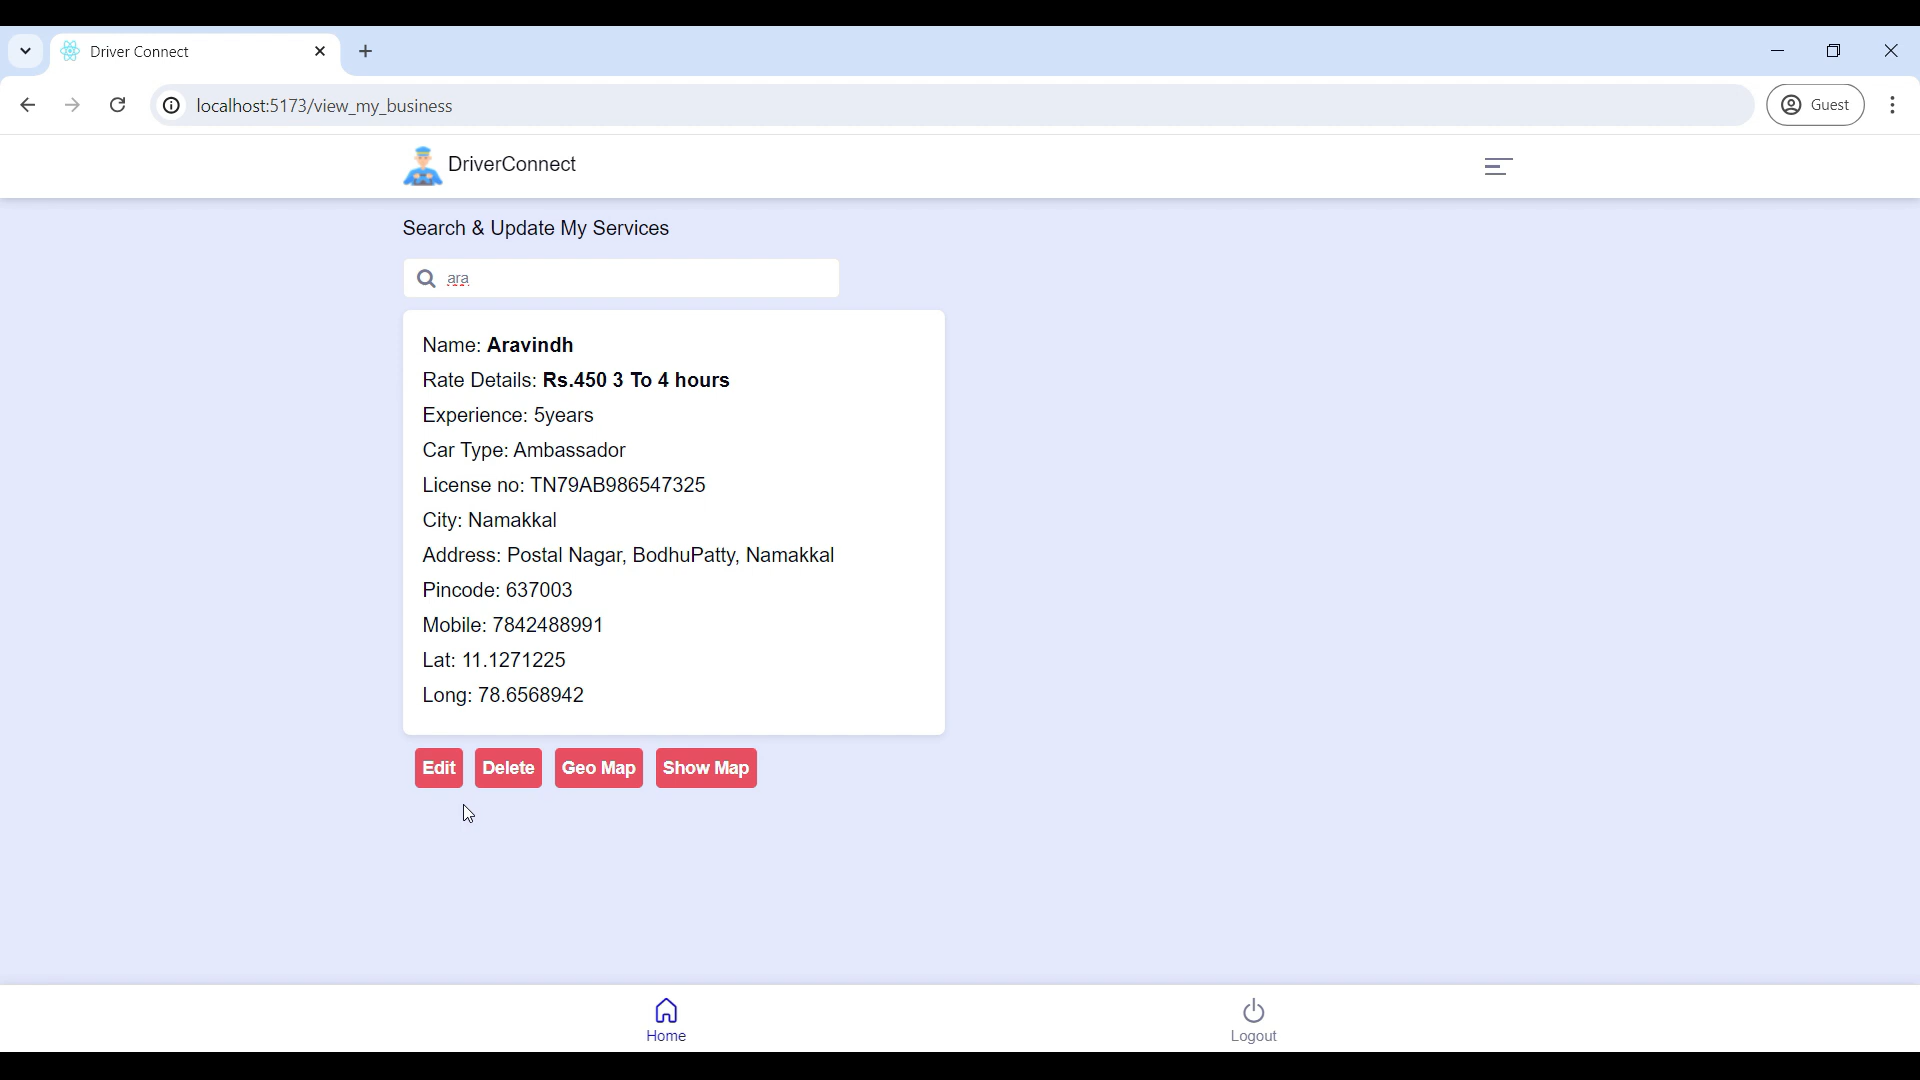 Driver Connect
localhost:5173/view_my_business
Guest
DriverConnect
Search & Update My Services
ara
Name: Aravindh
Rate Details: Rs.450 3 To 4 hours
Experience: 5years
Car Type: Ambassador
License no: TN79AB986547325
City: Namakkal
Address: Postal Nagar, BodhuPatty, Namakkal
Pincode: 637003
Mobile: 7842488991
Lat: 11.1271225
Long: 78.6568942
Edit Delete Geo Map Show Map
Home Logout